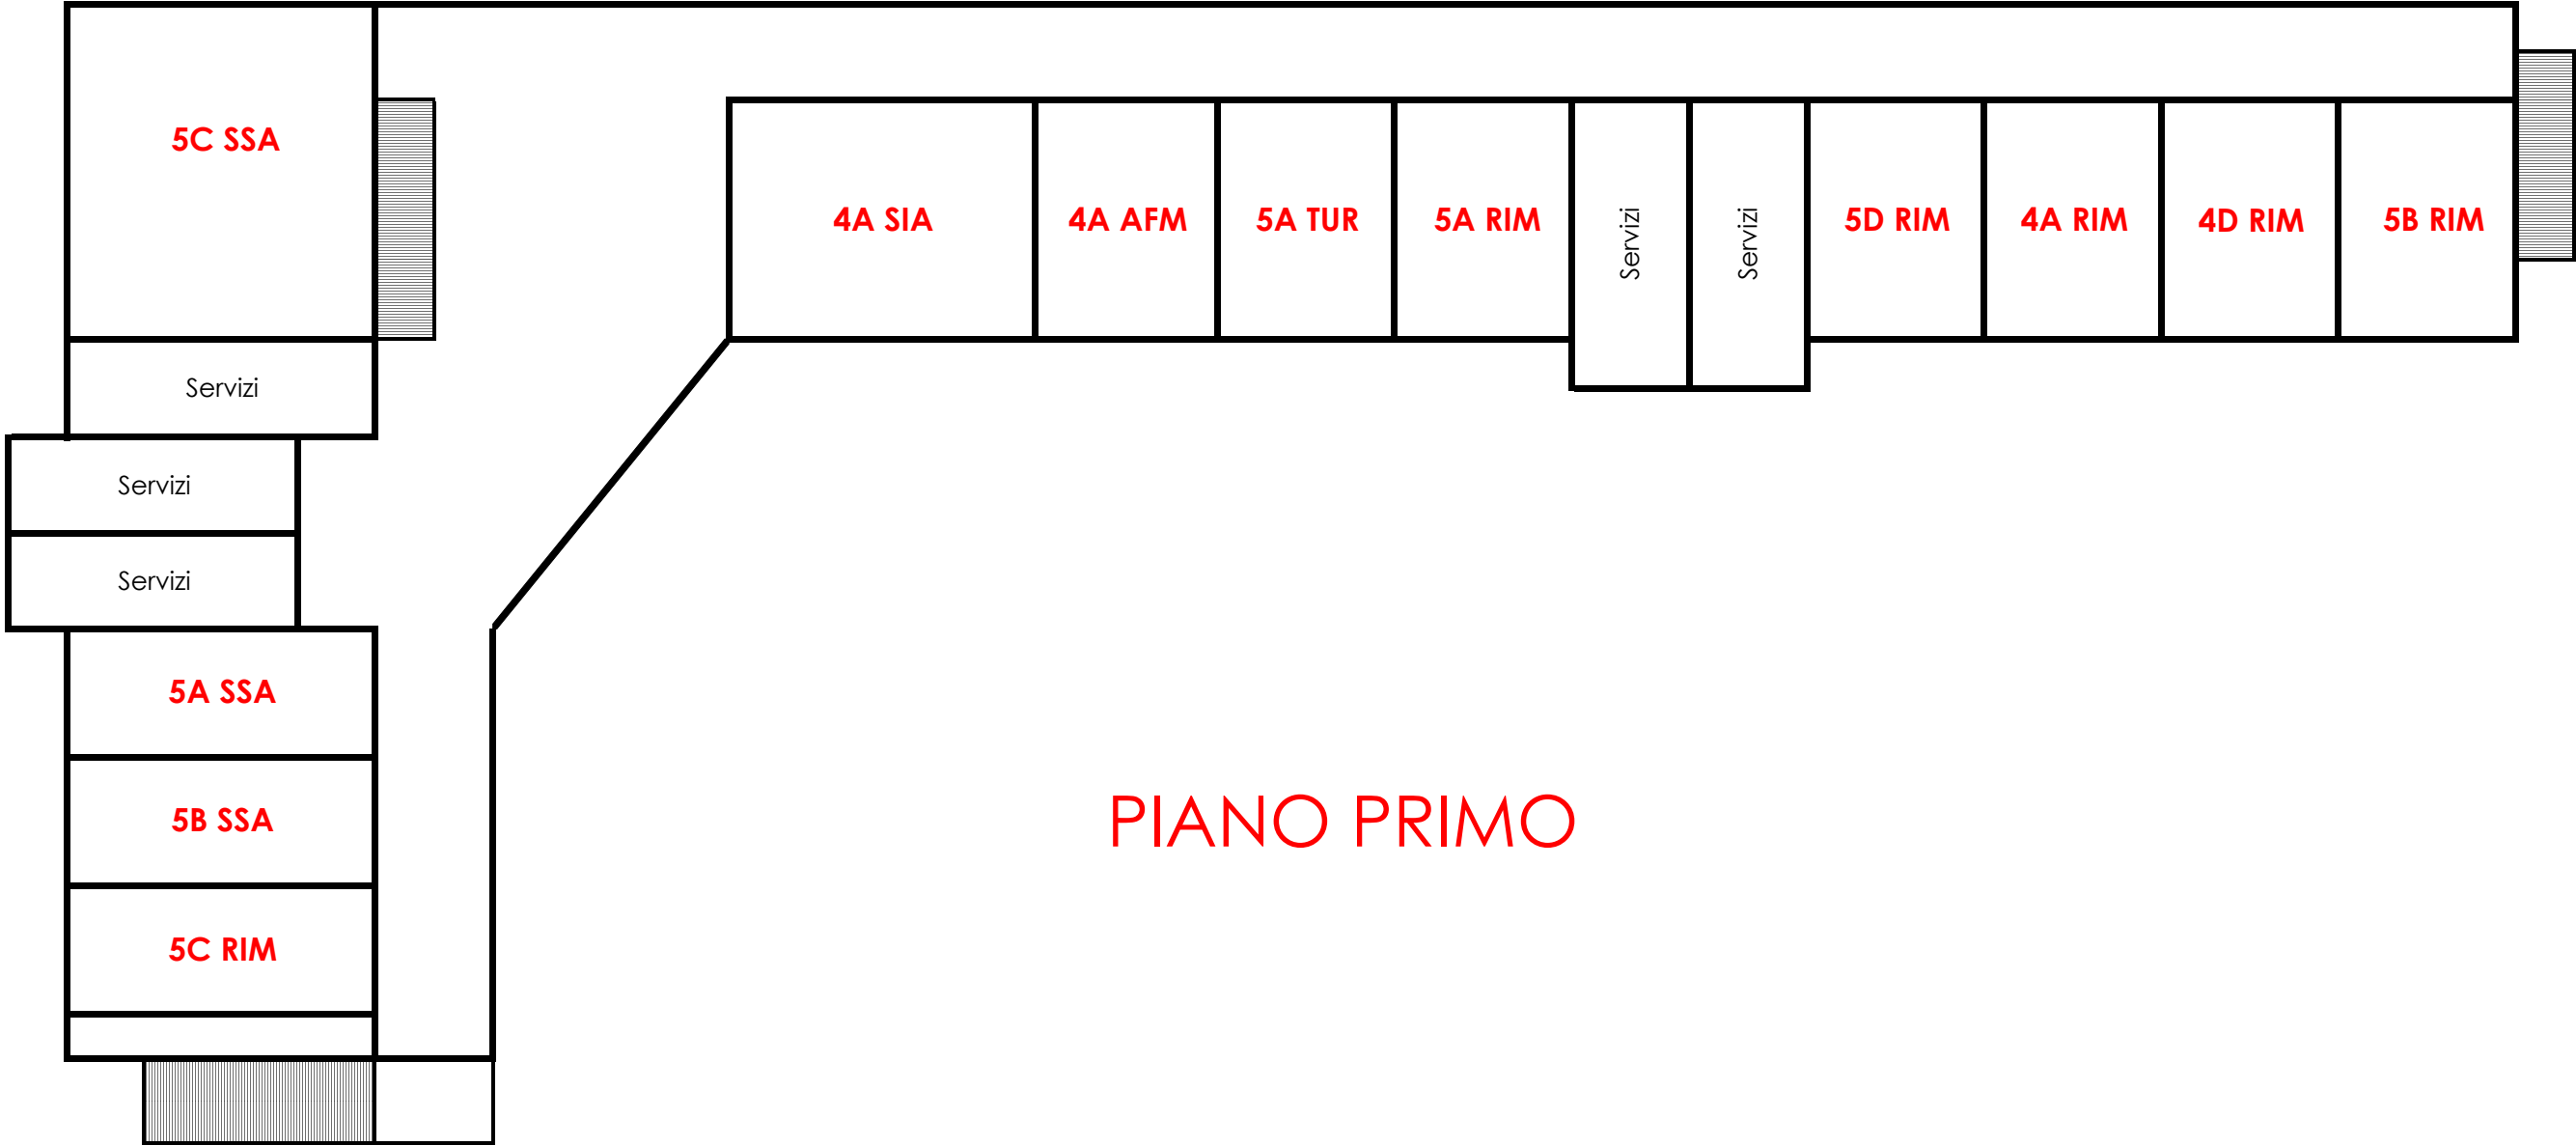 5C SSA
4A SIA
4A AFM
5A TUR
5A RIM
Servizi
Servizi
5D RIM
4A RIM
4D RIM
5B RIM
Servizi
Servizi
Servizi
5A SSA
5B SSA
5C RIM
PIANO PRIMO